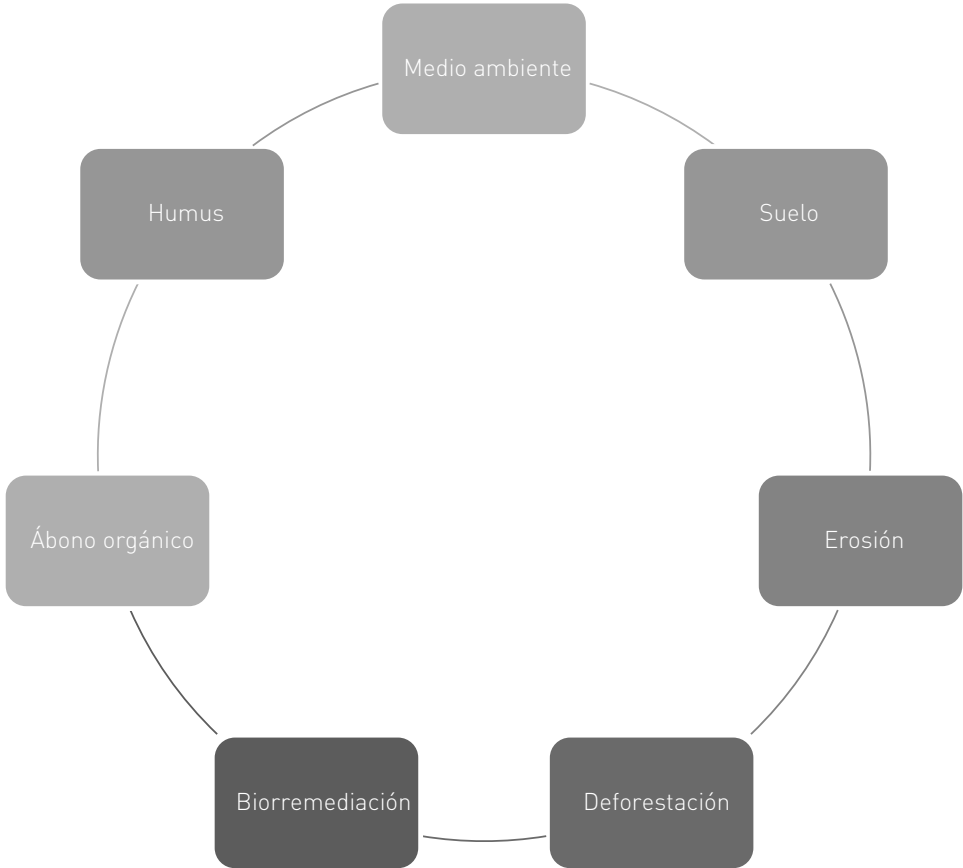 Medio ambiente
Suelo
Erosión
Deforestación
Biorremediación
Ábono orgánico
Humus